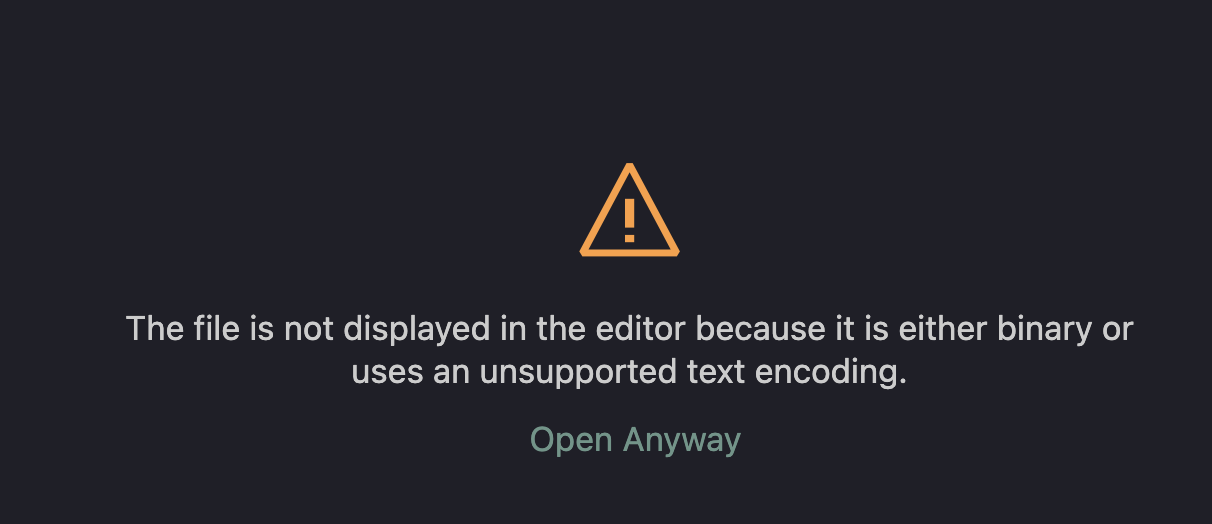 The file is not displayed in the editor because it is either binary or
uses an unsupported text encoding.
Open Anyway